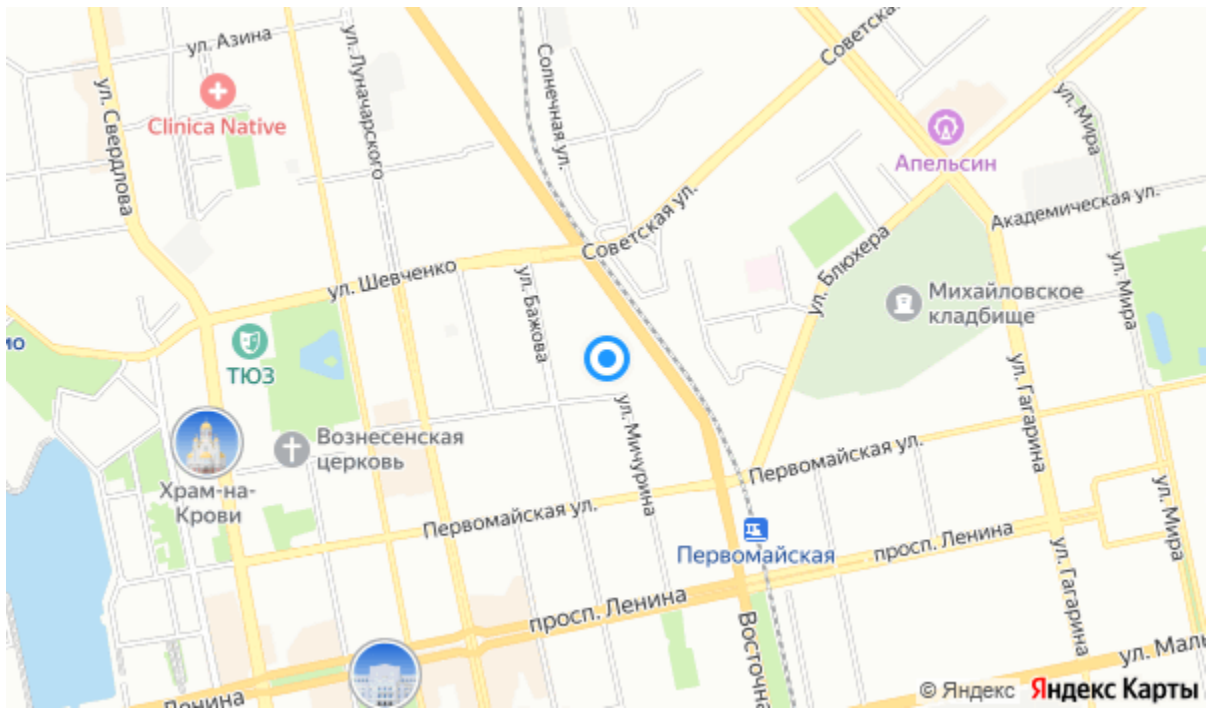 ул. Азина
ул. Луначарского
Солнечная ул.
Советская ул.
ул. Свердлова
Clinica Native
Апельсин
ул. Мира
Академическая ул.
Советская ул.
ул. Шевченко
ул. Бажова
ул. Блюхера
Михайловское
кладбище
ул. Мира
ТЮЗ
ул. Гагарина
ул. Мичурина
Вознесенская
церковь
Храм-на-
Крови
Первомайская ул.
Первомайская ул.
Первомайская
просп. Ленина
ул. Мира
ул. Гагарина
просп. Ленина
Восточна
ул. Маль
Ленина
© Яндекс Яндекс Карты